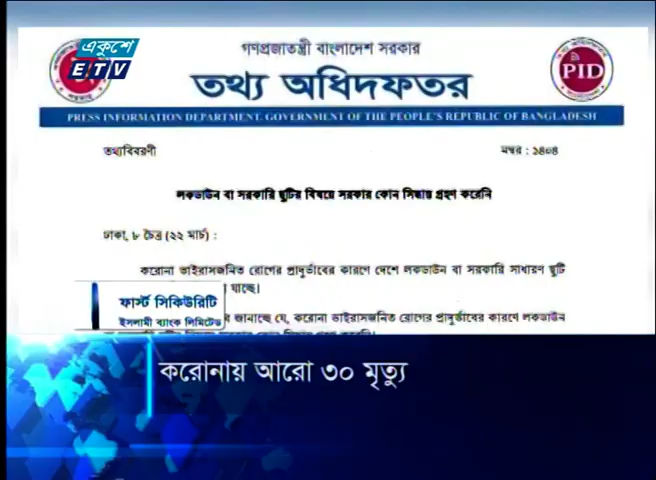 একুশে
ETV
গণপ্রজাতন্ত্রী বাংলাদেশ সরকার
তথ্য অধিদফতর
PID
PRESS INFORMATION DEPARTMENT, GOVERNMENT OF THE PEOPLE'S REPUBLIC OF BANGLADESH
তথ্যবিবরণী
নম্বর : ১৪০৪
লকডাউন বা সরকারি ছুটির বিষয়ে সরকার কোন সিদ্ধান্ত গ্রহণ করেনি
ঢাকা, ৮ চৈত্র (২২ মার্চ) :
করোনা ভাইরাসজনিত রোগের প্রাদুর্ভাবের কারণে দেশে লকডাউন বা সরকারি সাধারণ ছুটি
যাচ্ছে।
জানাচ্ছে যে, করোনা ভাইরাসজনিত রোগের প্রাদুর্ভাবের কারণে লকডাউন
ফার্স্ট সিকিউরিটি
ইসলামী ব্যাংক লিমিটেড
করোনায় আরো ৩০ মৃত্যু